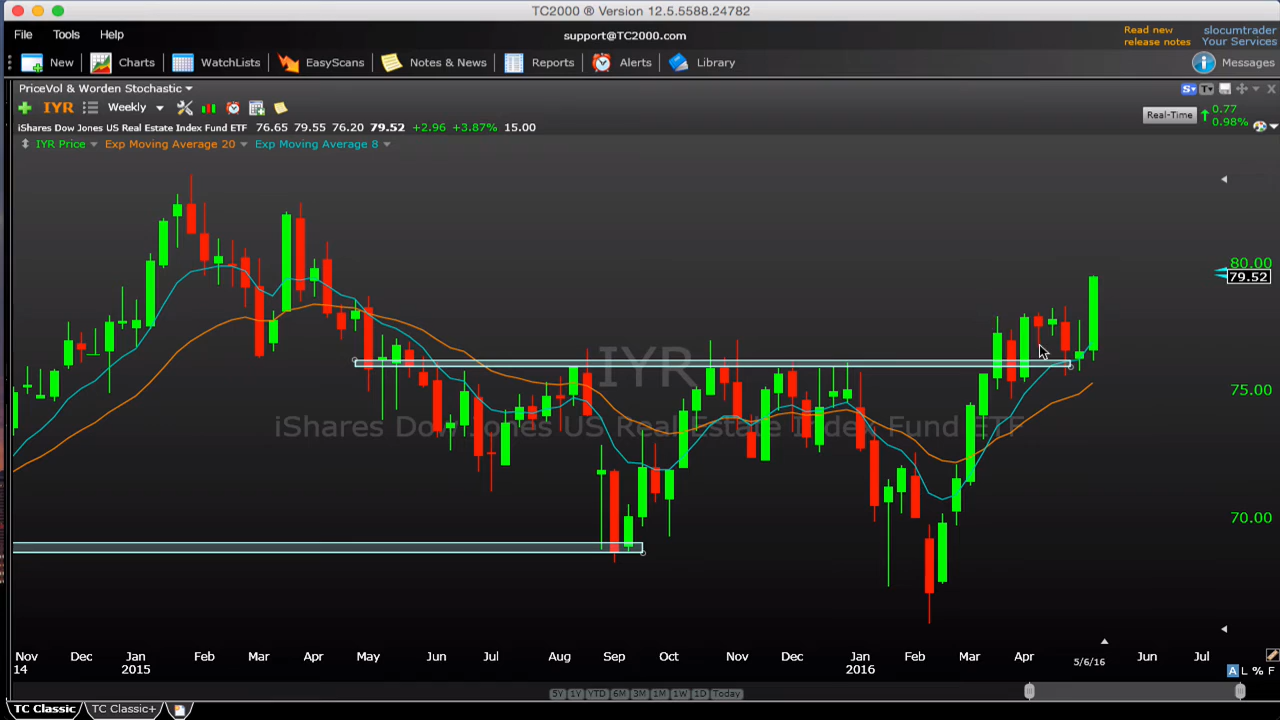 TC2000 ® Version 12.5.5588.24782
File Tools Help support@TC2000.com Read new release notes slocumtrader Your Services
New Charts WatchLists EasyScans Notes & News Reports Alerts Library Messages
PriceVol & Worden Stochastic
IYR Weekly Real-Time 0.77 0.98%
iShares Dow Jones US Real Estate Index Fund ETF 76.65 79.55 76.20 79.52 +2.96 +3.87% 15.00
IYR Price Exp Moving Average 20 Exp Moving Average 8
80.00
79.52
IYR
75.00
iShares Dow Jones US Real Estate Index Fund ETF
70.00
Nov Dec Jan Feb Mar Apr May Jun Jul Aug Sep Oct Nov Dec Jan Feb Mar Apr 5/6/16 Jun Jul
14 2015 2016
A L % F
5Y 1Y YTD 6M 3M 1M 1W 1D Today
TC Classic TC Classic+